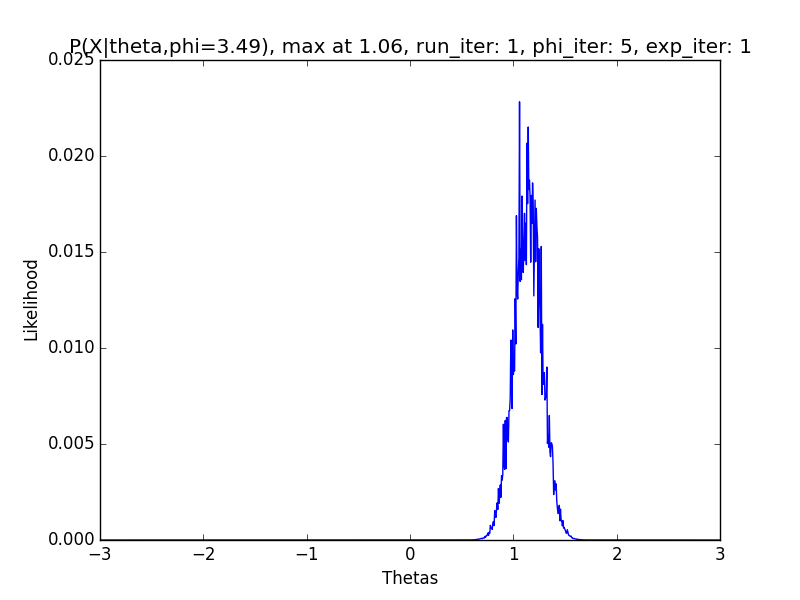 P(X|theta,phi=3.49), max at 1.06, run_iter: 1, phi_iter: 5, exp_iter: 1
0.025
0.020
0.015
0.010
0.005
0.000
Likelihood
−3 −2 −1 0 1 2 3
Thetas